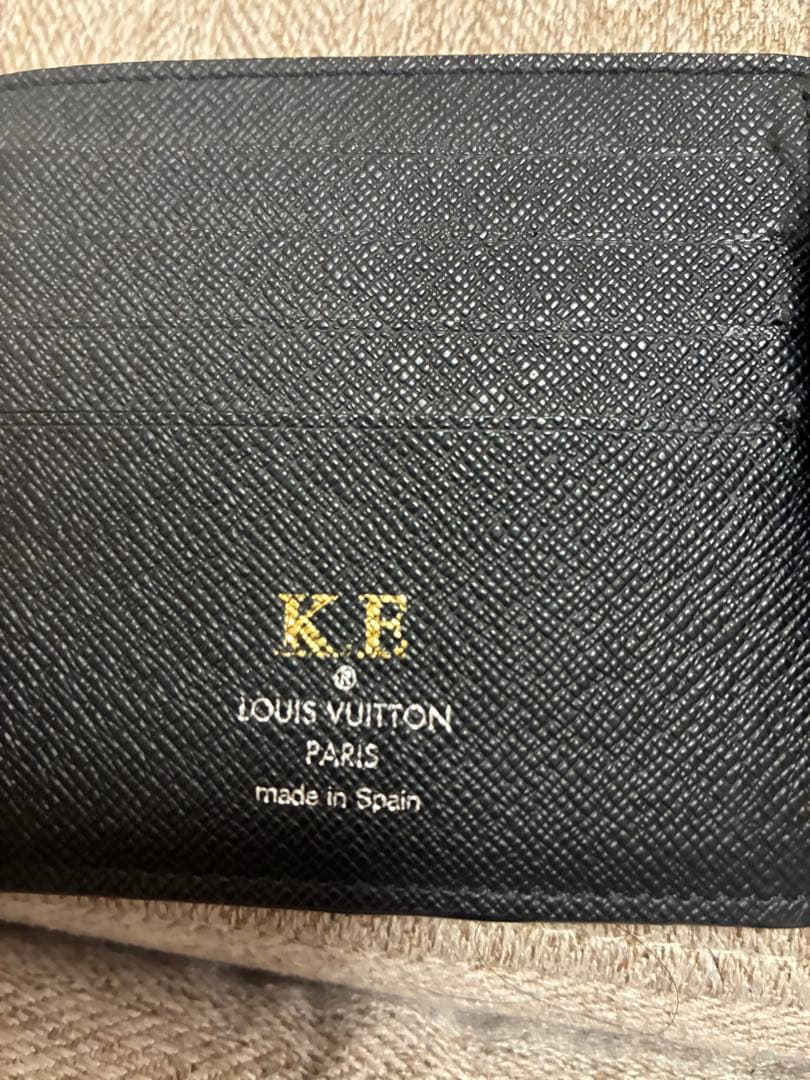 K.E
®
LOUIS VUITTON
PARIS
made in Spain